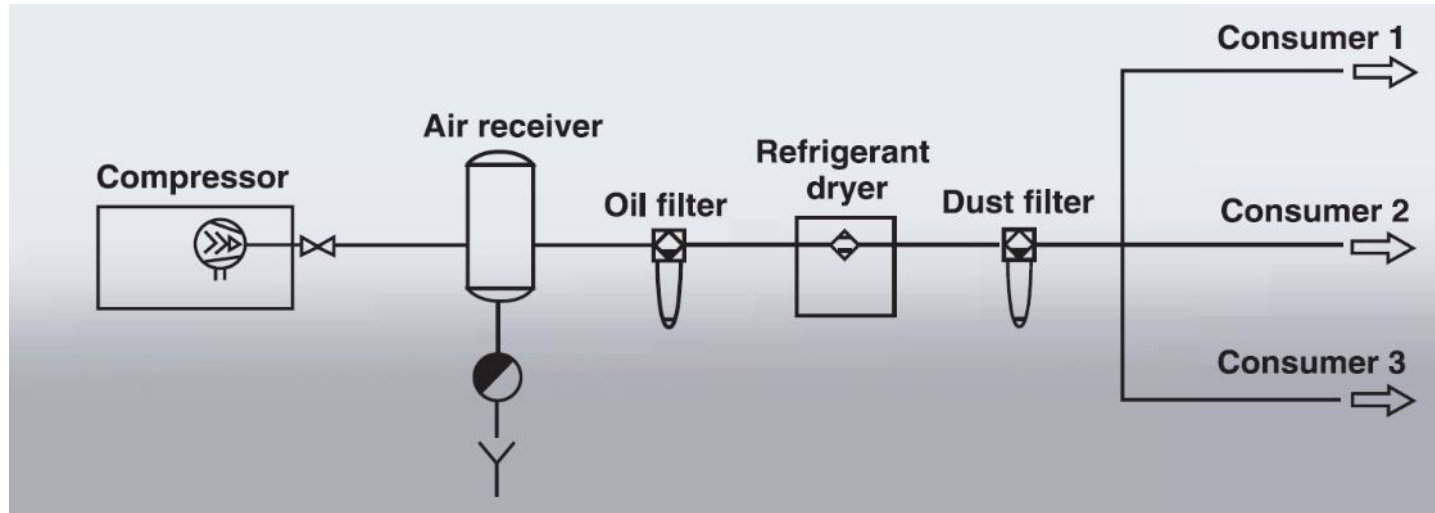 Consumer 1
Air receiver
Compressor
Oil filter
Refrigerant
dryer
Dust filter
Consumer 2
Consumer 3